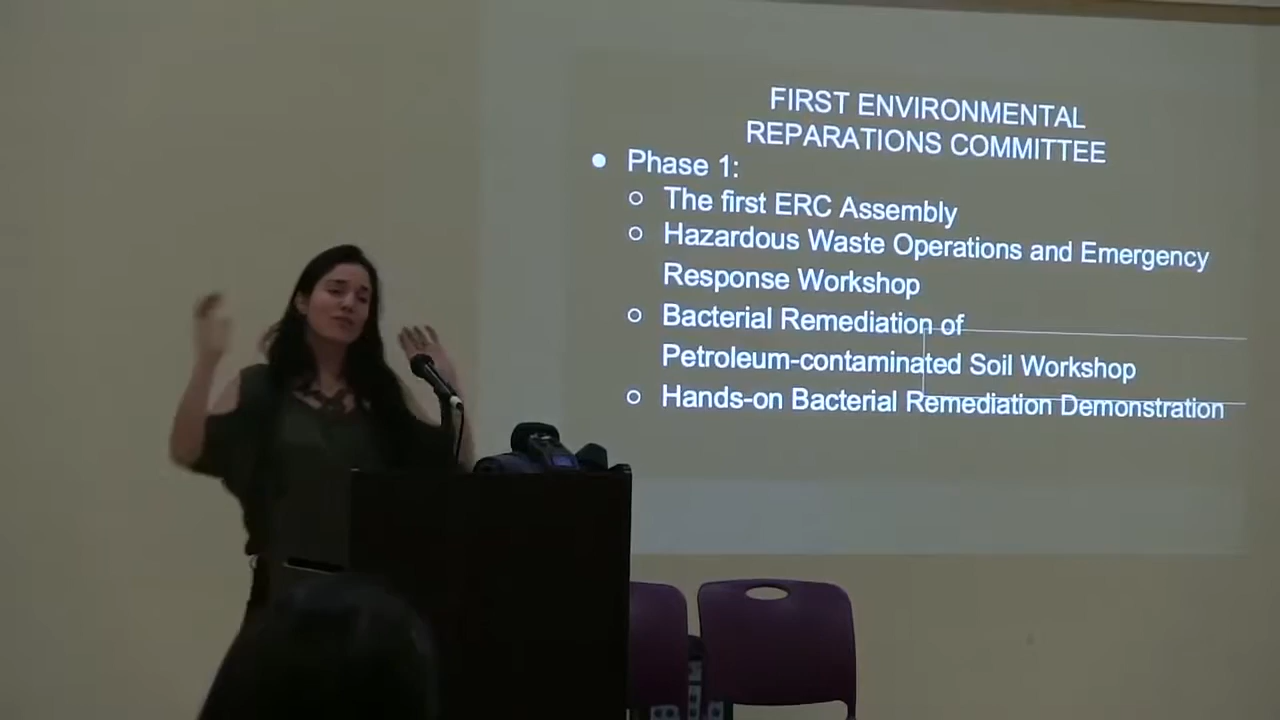 FIRST ENVIRONMENTAL
REPARATIONS COMMITTEE
Phase 1:
The first ERC Assembly
Hazardous Waste Operations and Emergency
Response Workshop
Bacterial Remediation of
Petroleum-contaminated Soil Workshop
Hands-on Bacterial Remediation Demonstration